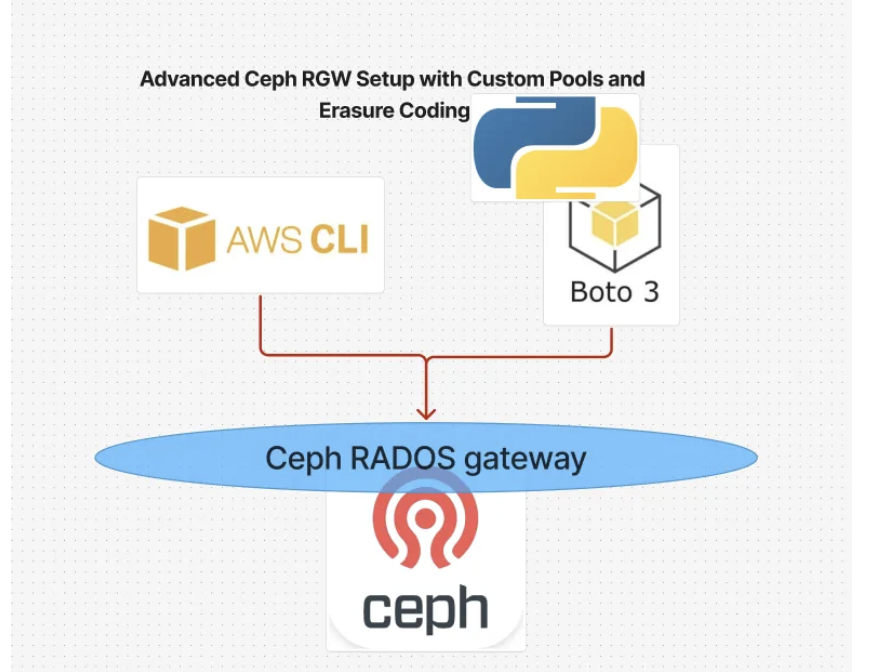 Advanced Ceph RGW Setup with Custom Pools and
Erasure Coding
AWS CLI
Boto 3
Ceph RADOS gateway
ceph